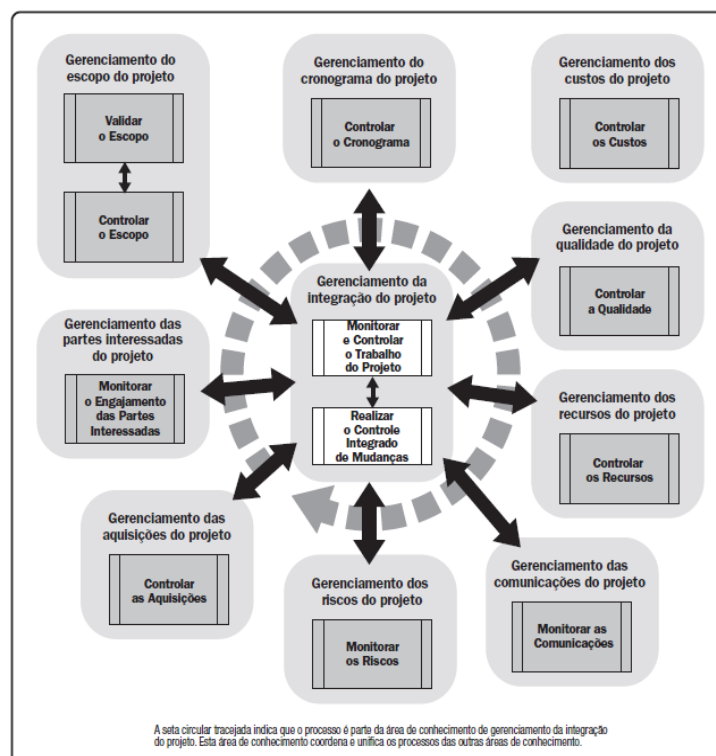 Gerenciamento do
escopo do projeto
Validar
o Escopo
Controlar
o Escopo
Gerenciamento do
cronograma do projeto
Controlar
o Cronograma
Gerenciamento dos
custos do projeto
Controlar
os Custos
Gerenciamento da
qualidade do projeto
Controlar
a Qualidade
Gerenciamento da
integração do projeto
Monitorar
e Controlar
o Trabalho
do Projeto
Realizar
o Controle
Integrado
de Mudanças
Gerenciamento das
partes interessadas
do projeto
Monitorar
o Engajamento
das Partes
Interessadas
Gerenciamento dos
recursos do projeto
Controlar
os Recursos
Gerenciamento das
aquisições do projeto
Controlar
as Aquisições
Gerenciamento dos
riscos do projeto
Monitorar
os Riscos
Gerenciamento das
comunicações do projeto
Monitorar as
Comunicações
A seta circular tracejada indica que o processo é parte da área de conhecimento de gerenciamento da integração
do projeto. Esta área de conhecimento coordena e unifica os processos das outras áreas de conhecimento.